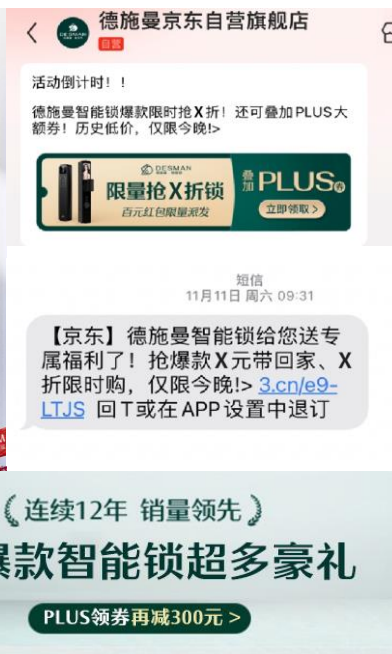 德施曼京东自营旗舰店
自营
活动倒计时！！
德施曼智能锁爆款限时抢X折！还可叠加PLUS大
额券！历史低价，仅限今晚!>
DESMAN
限量抢X折锁
百元红包限量派发
叠加PLUS券
立即领取>
短信
11月11日 周六 09:31
【京东】德施曼智能锁给您送专
属福利了！抢爆款X元带回家、X
折限时购，仅限今晚!> 3.cn/e9-
LTJS 回T或在APP设置中退订
连续12年 销量领先
爆款智能锁超多豪礼
PLUS领券再减300元 >